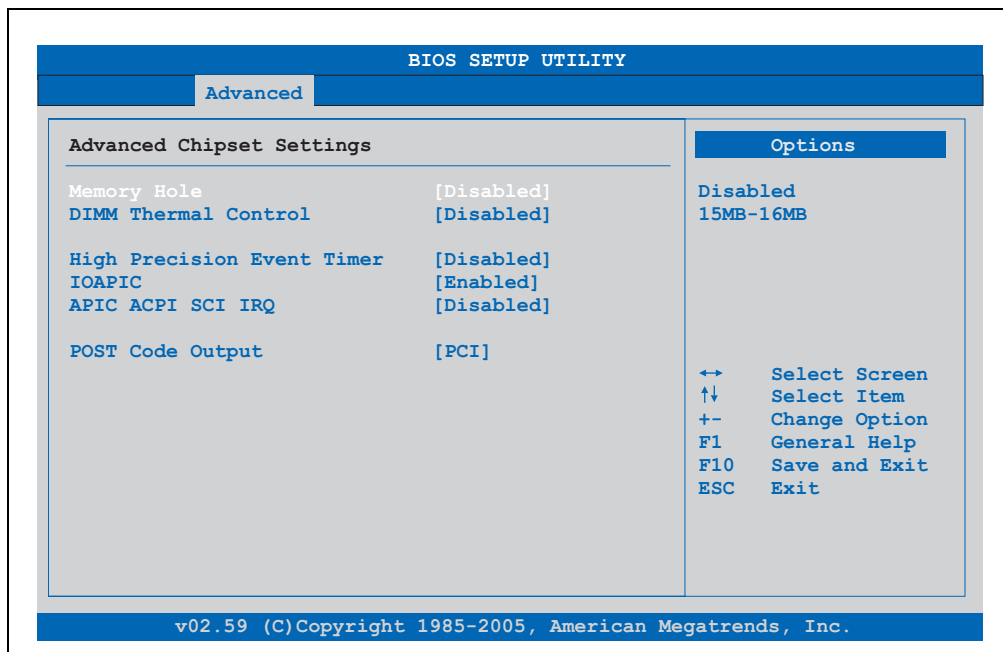 BIOS SETUP UTILITY
Advanced
Advanced Chipset Settings
Memory Hole [Disabled]
DIMM Thermal Control [Disabled]
High Precision Event Timer [Disabled]
IOAPIC [Enabled]
APIC ACPI SCI IRQ [Disabled]
POST Code Output [PCI]
Options
Disabled
15MB-16MB
↔ Select Screen
↑↓ Select Item
+- Change Option
F1 General Help
F10 Save and Exit
ESC Exit
v02.59 (C)Copyright 1985-2005, American Megatrends, Inc.